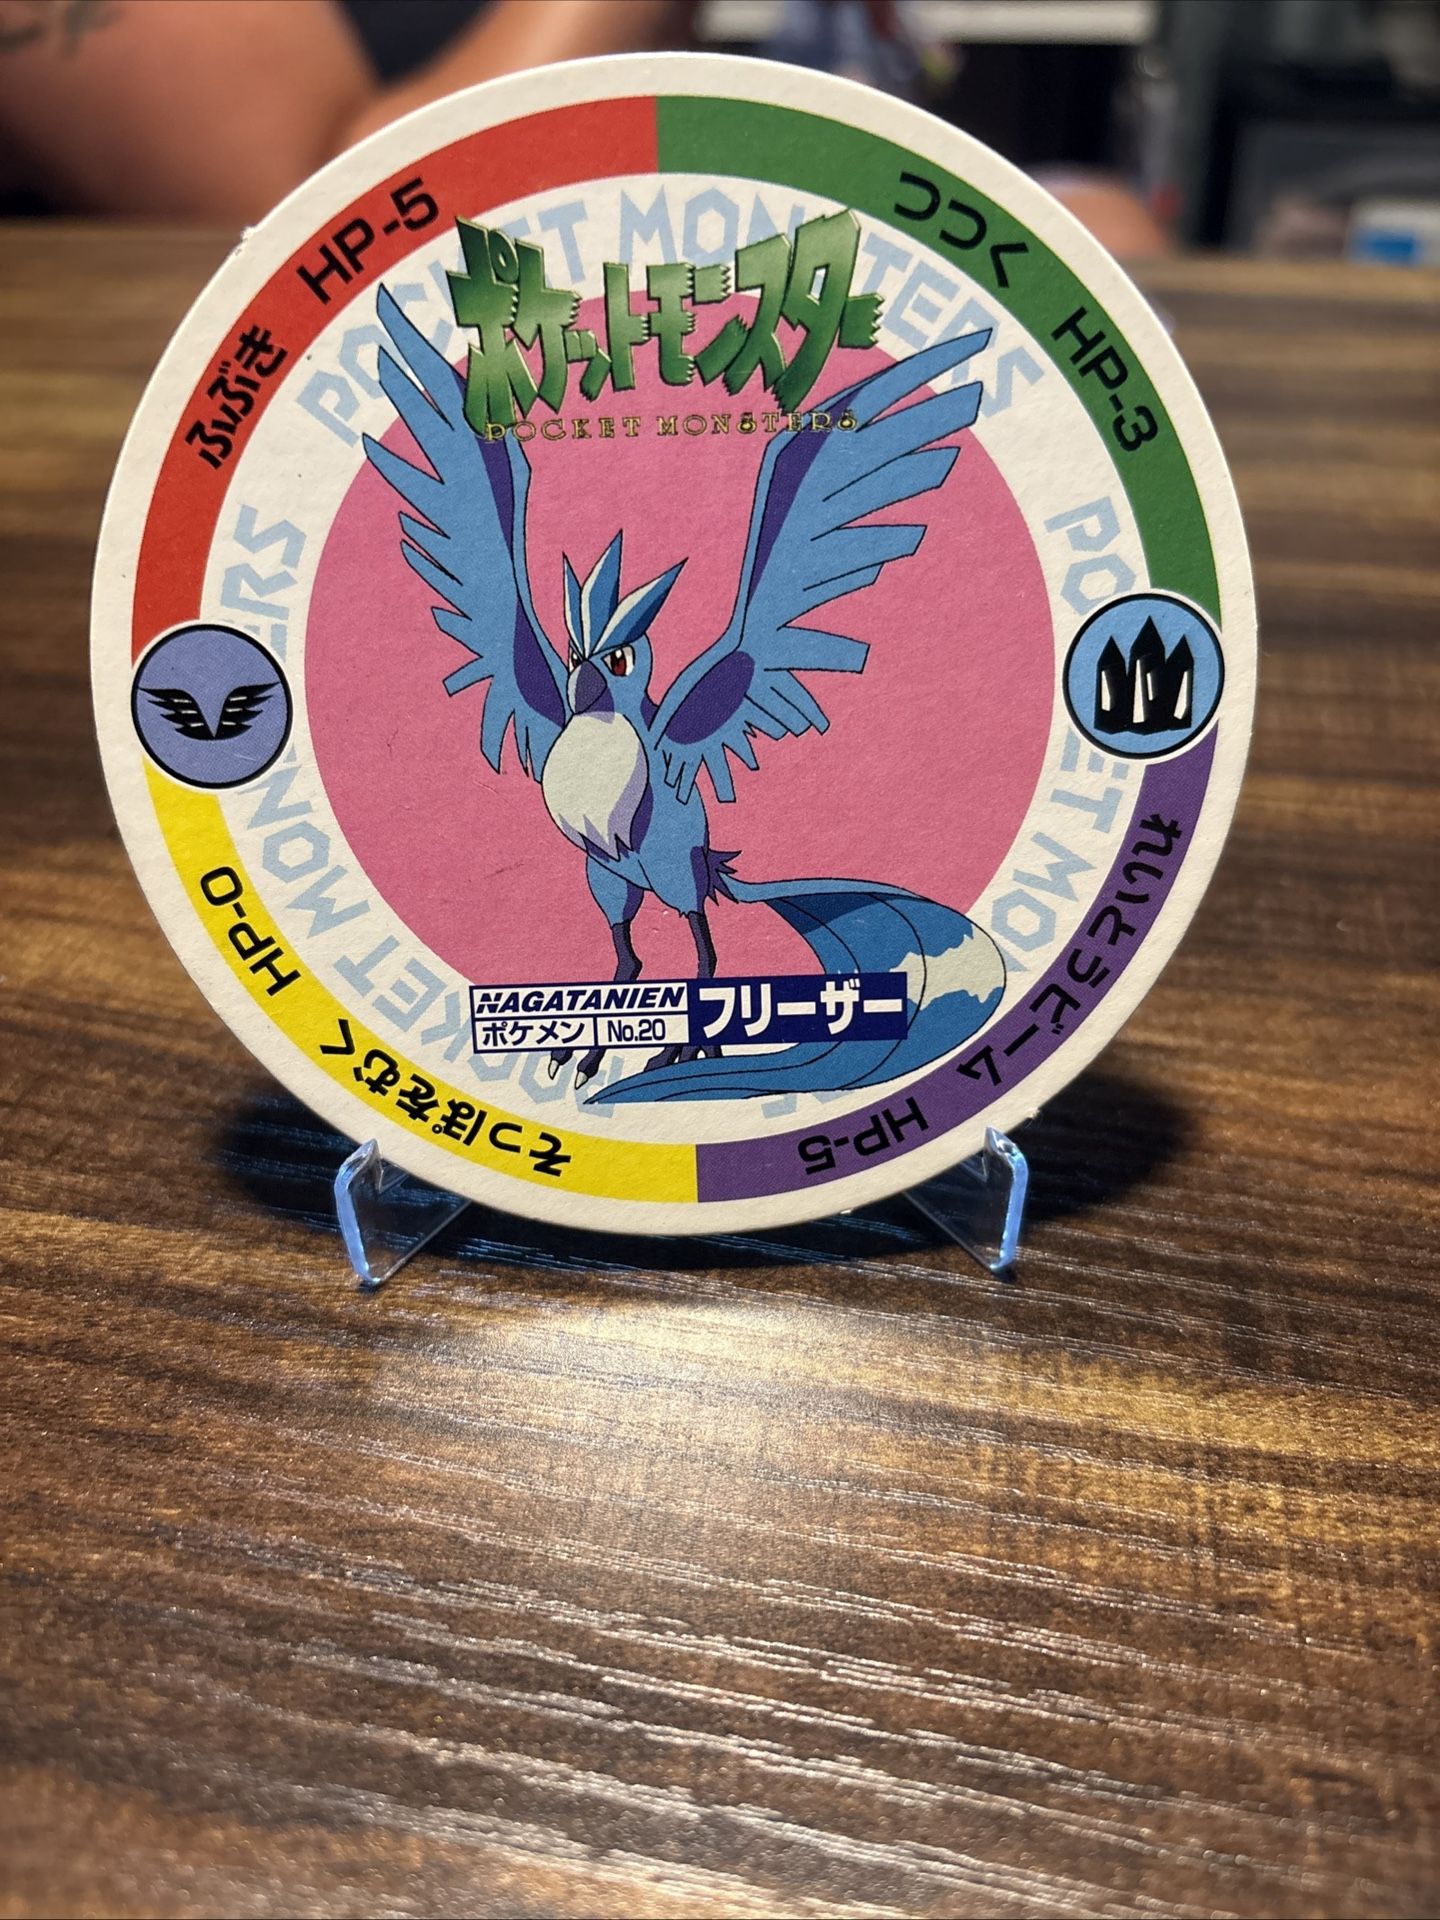 ポケットモンスター
POCKET MONSTERS
つつく HP-3
れいとうビーム HP-5
そっぽをむく HP-0
ふぶき HP-5
NAGATANIEN
ポケメン No.20
フリーザー
POCKET MONSTERS
POCKET MONSTERS
POCKET MONSTERS